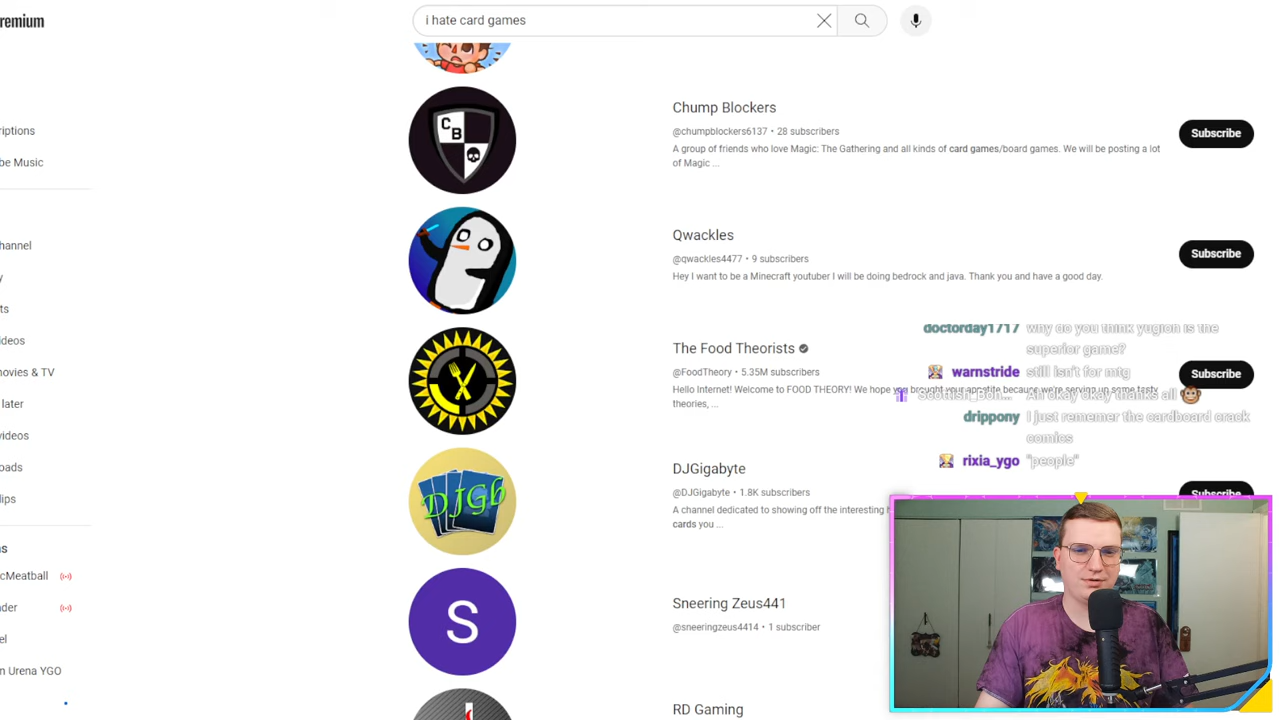 remium
i hate card games
riptions
be Music
hannel
y
ts
ideos
novies & TV
later
videos
oads
lips
ns
cMeatball
der
el
n Urena YGO
C
B
Chump Blockers
@chumpblockers6137 • 28 subscribers
Subscribe
A group of friends who love Magic: The Gathering and all kinds of card games/board games. We will be posting a lot
of Magic ...
Qwackles
@qwackles4477 • 9 subscribers
Subscribe
Hey I want to be a Minecraft youtuber I will be doing bedrock and java. Thank you and have a good day.
The Food Theorists
@FoodTheory • 5.35M subscribers
Subscribe
Hello Internet! Welcome to FOOD THEORY! We hope you brought your appetite because we're serving up some tasty
theories, ...
doctorday1717 why do you think yugioh is the
superior game?
warnstride still isn't for mtg
Ah okay okay thanks all
drippony I just rememer the cardboard crack
comics
rixia_ygo "people"
DJGb
DJGigabyte
@DJGigabyte • 1.8K subscribers
Subscribe
A channel dedicated to showing off the interesting
cards you ...
S
Sneering Zeus441
@sneeringzeus4414 • 1 subscriber
RD Gaming